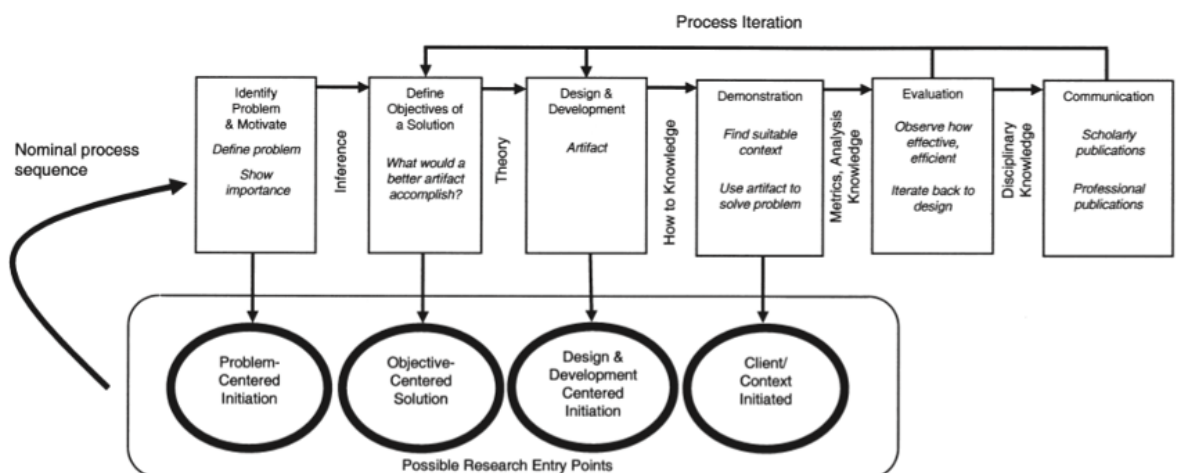 Process Iteration
Nominal process
sequence
Identify
Problem
& Motivate
Define problem
Show
importance
Inference
Define
Objectives of
a Solution
What would a
better artifact
accomplish?
Theory
Design &
Development
Artifact
How to Knowledge
Demonstration
Find suitable
context
Use artifact to
solve problem
Metrics, Analysis
Knowledge
Evaluation
Observe how
effective,
efficient
Iterate back to
design
Disciplinary
Knowledge
Communication
Scholarly
publications
Professional
publications
Problem-
Centered
Initiation
Objective-
Centered
Solution
Design &
Development
Centered
Initiation
Client/
Context
Initiated
Possible Research Entry Points